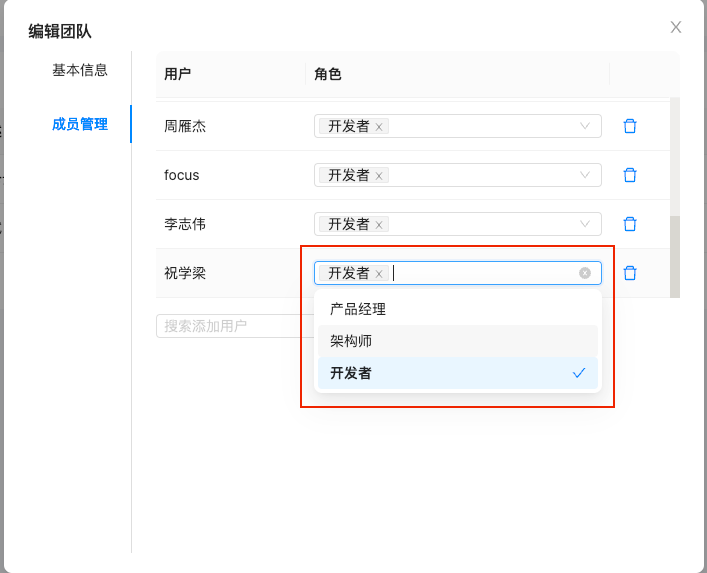 编辑团队
基本信息
成员管理
用户 角色
周雁杰 开发者 x
focus 开发者 x
李志伟 开发者 x
祝学梁 开发者 x
搜索添加用户
产品经理
架构师
开发者